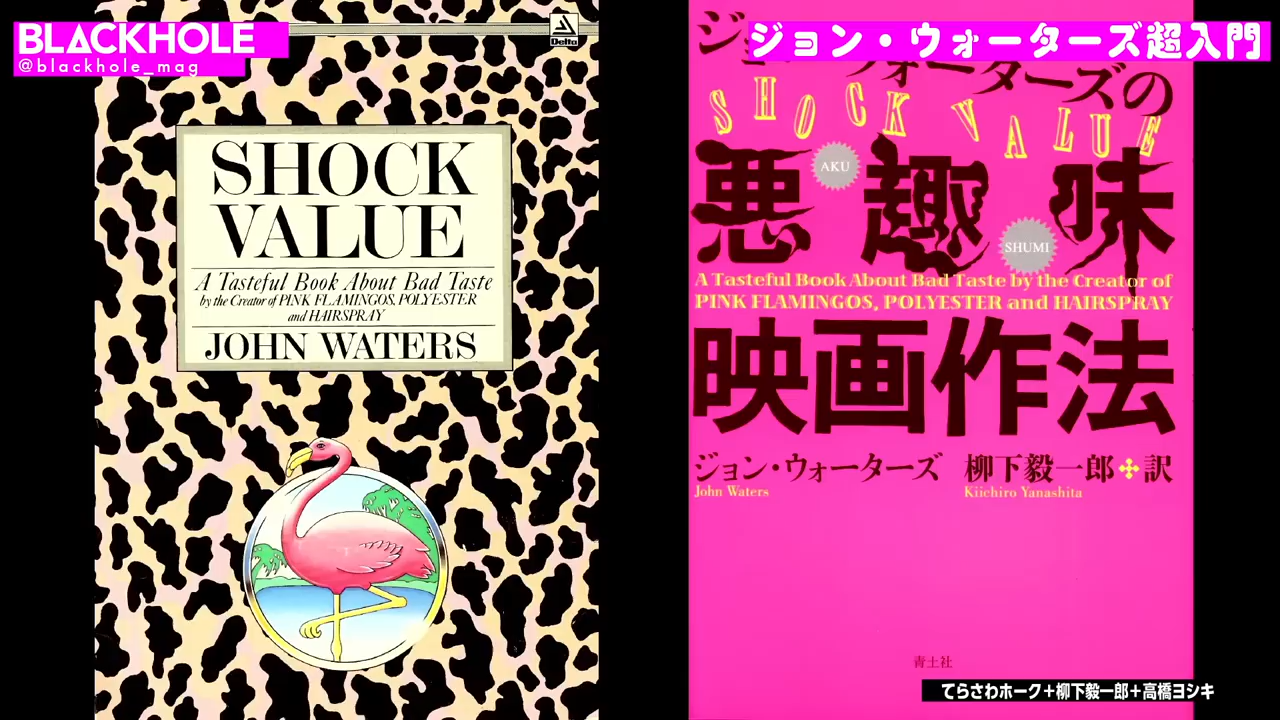 BLACKHOLE
@blackhole_mag
Delta
SHOCK
VALUE
A Tasteful Book About Bad Taste
by the Creator of PINK FLAMINGOS, POLYESTER
and HAIRSPRAY
JOHN WATERS
ジョン・ウォーターズ超入門
ジョン・ウォーターズの
SHOCK VALUE
悪趣味
AKU
SHUMI
A Tasteful Book About Bad Taste by the Creator of
PINK FLAMINGOS, POLYESTER and HAIRSPRAY
映画作法
ジョン・ウォーターズ 柳下毅一郎 訳
John Waters Kiichiro Yanashita
青土社
てらさわホーク+柳下毅一郎+高橋ヨシキ